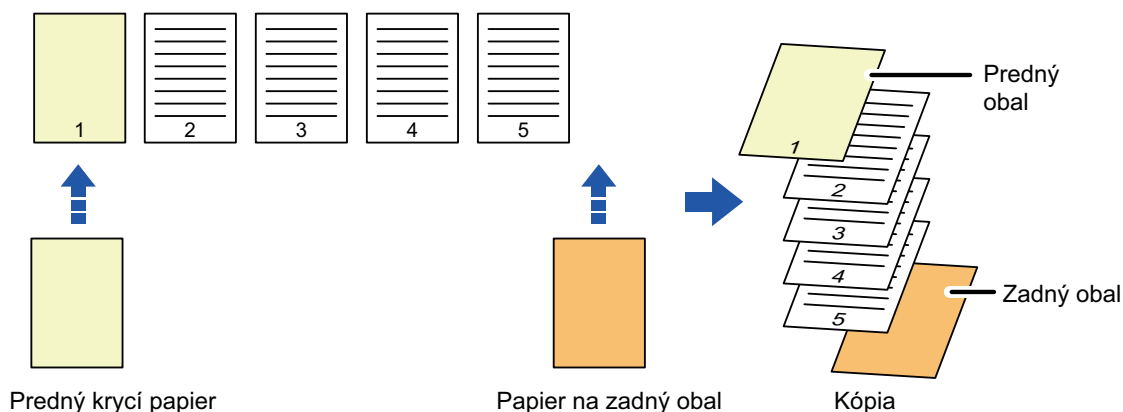 1
2
3
4
5
Predný krycí papier
Papier na zadný obal
1
2
3
4
5
Predný
obal
Zadný obal
Kópia